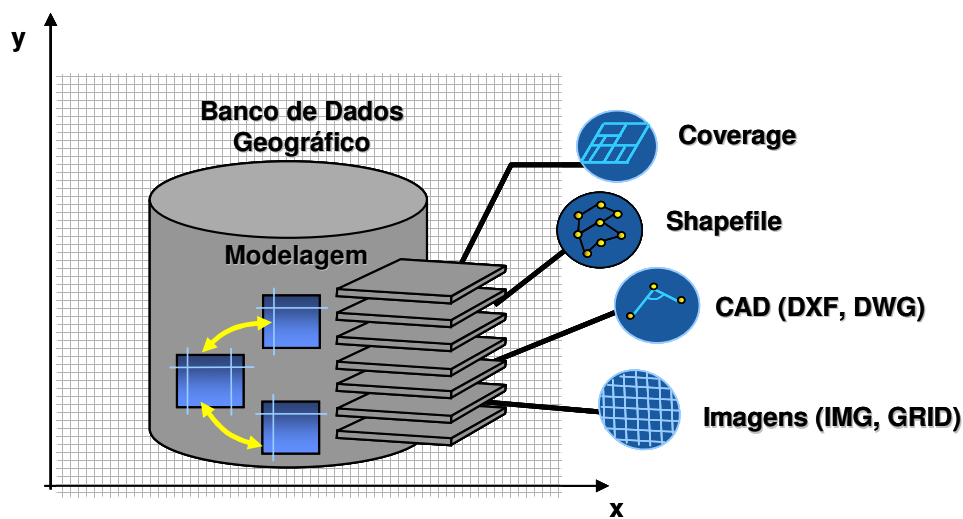 y
Banco de Dados
Geográfico
Modelagem
Coverage
Shapefile
CAD (DXF, DWG)
Imagens (IMG, GRID)
x